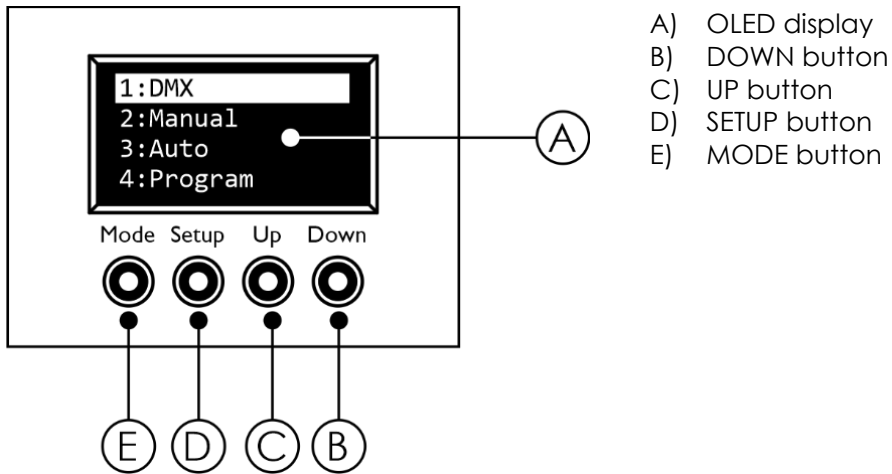 1:DMX
2:Manual
3:Auto
4:Program
Mode Setup Up Down
A
E D C B
A) OLED display
B) DOWN button
C) UP button
D) SETUP button
E) MODE button